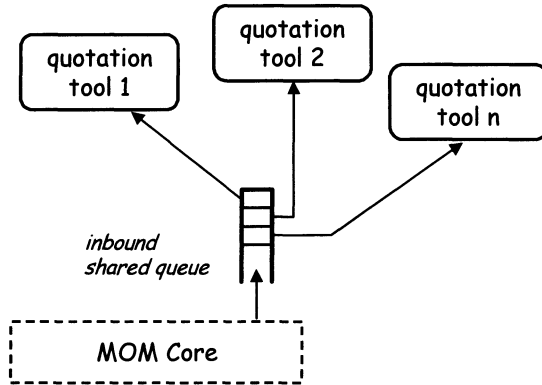 quotation
tool 1
quotation
tool 2
quotation
tool n
inbound
shared queue
MOM Core